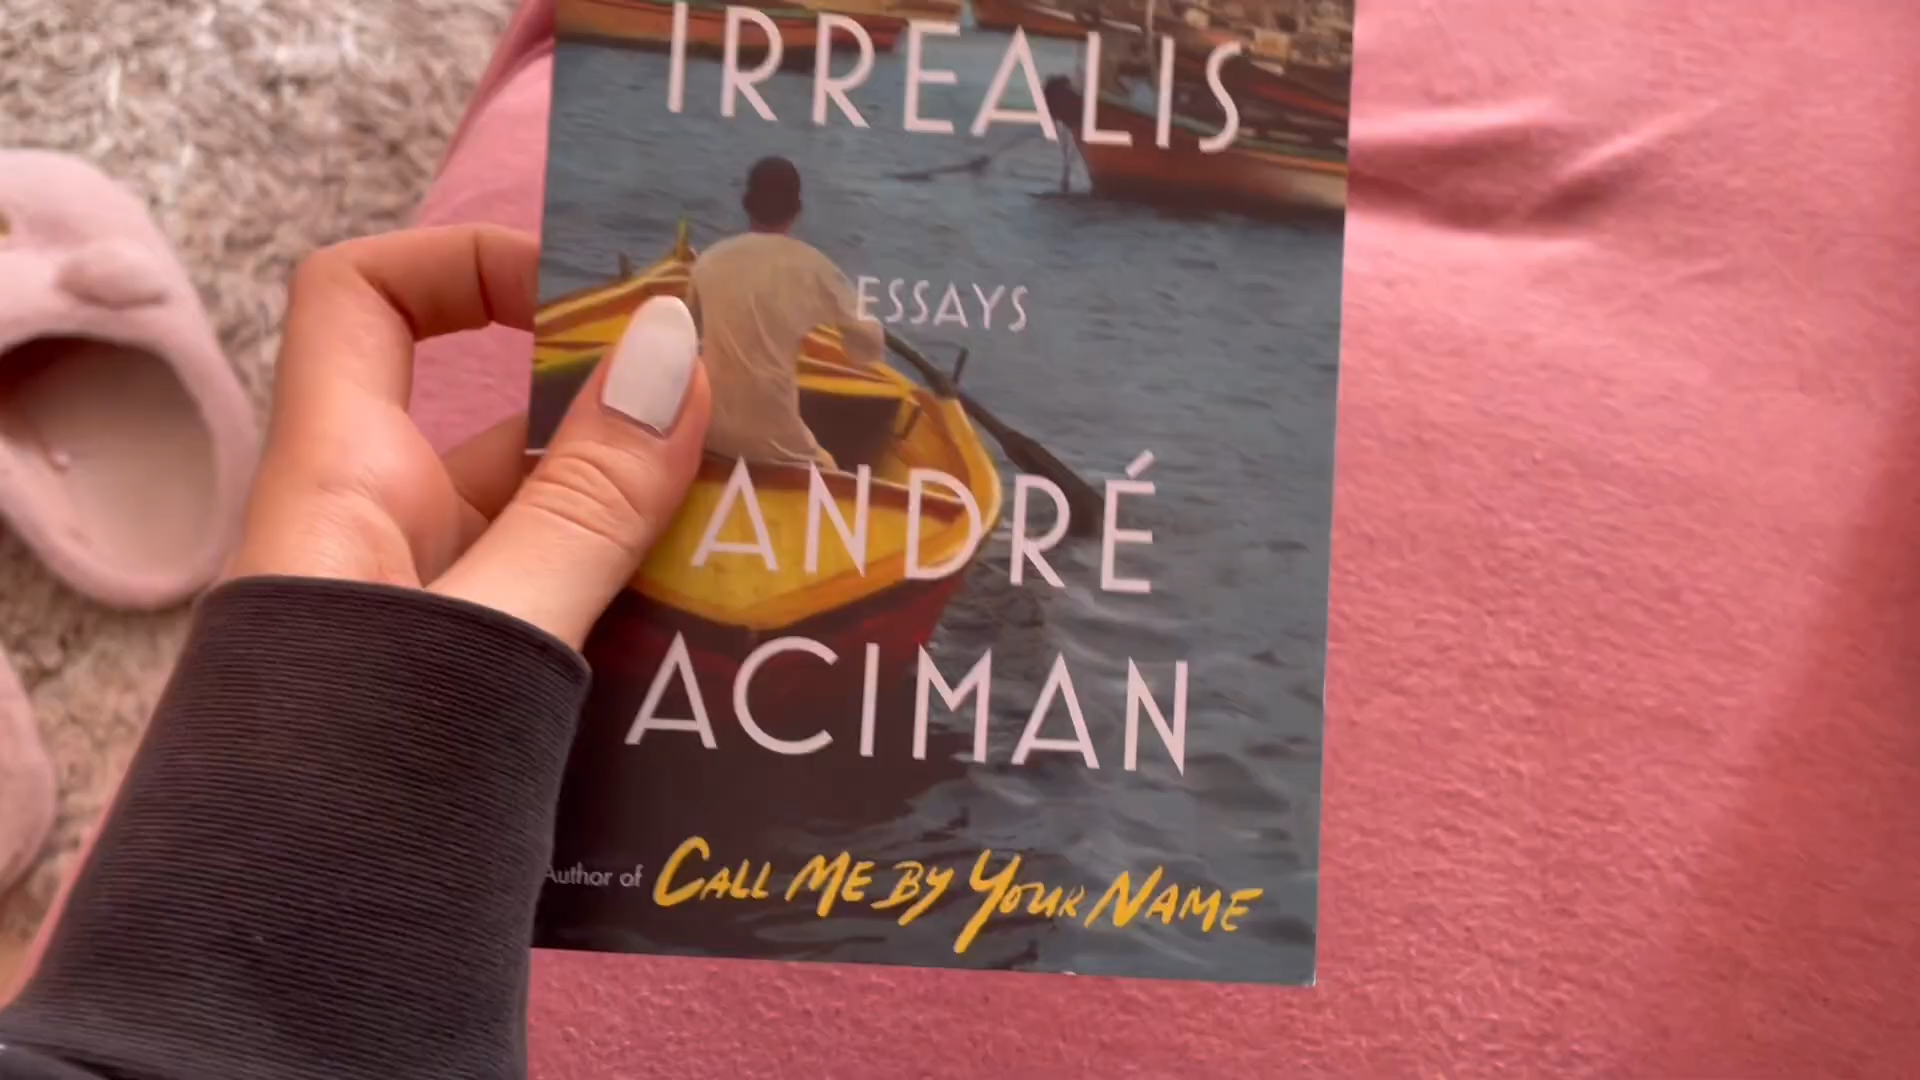 IRREALIS
ESSAYS
ANDRÉ
ACIMAN
Author of CALL ME BY YOUR NAME